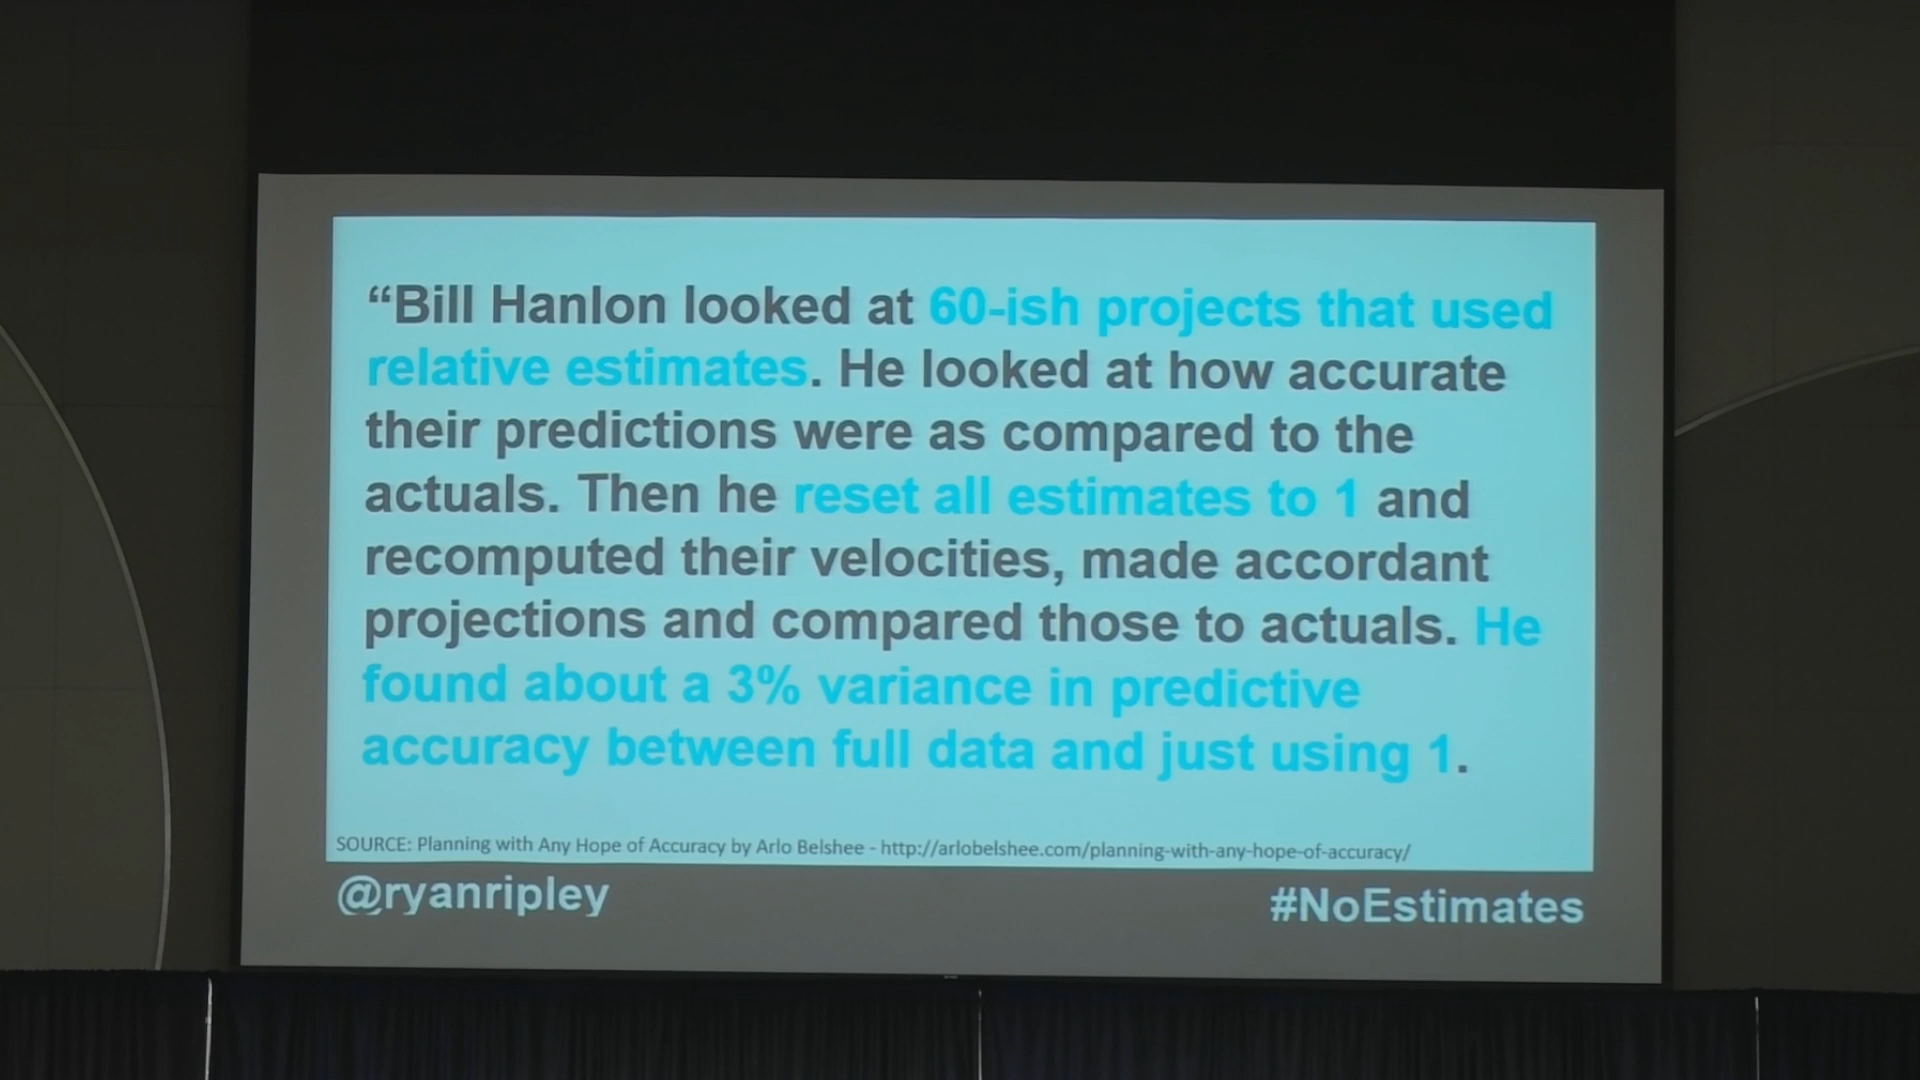 “Bill Hanlon looked at 60-ish projects that used
relative estimates. He looked at how accurate
their predictions were as compared to the
actuals. Then he reset all estimates to 1 and
recomputed their velocities, made accordant
projections and compared those to actuals. He
found about a 3% variance in predictive
accuracy between full data and just using 1.
SOURCE: Planning with Any Hope of Accuracy by Arlo Belshee - http://arlobelshee.com/planning-with-any-hope-of-accuracy/
@ryanripley
#NoEstimates